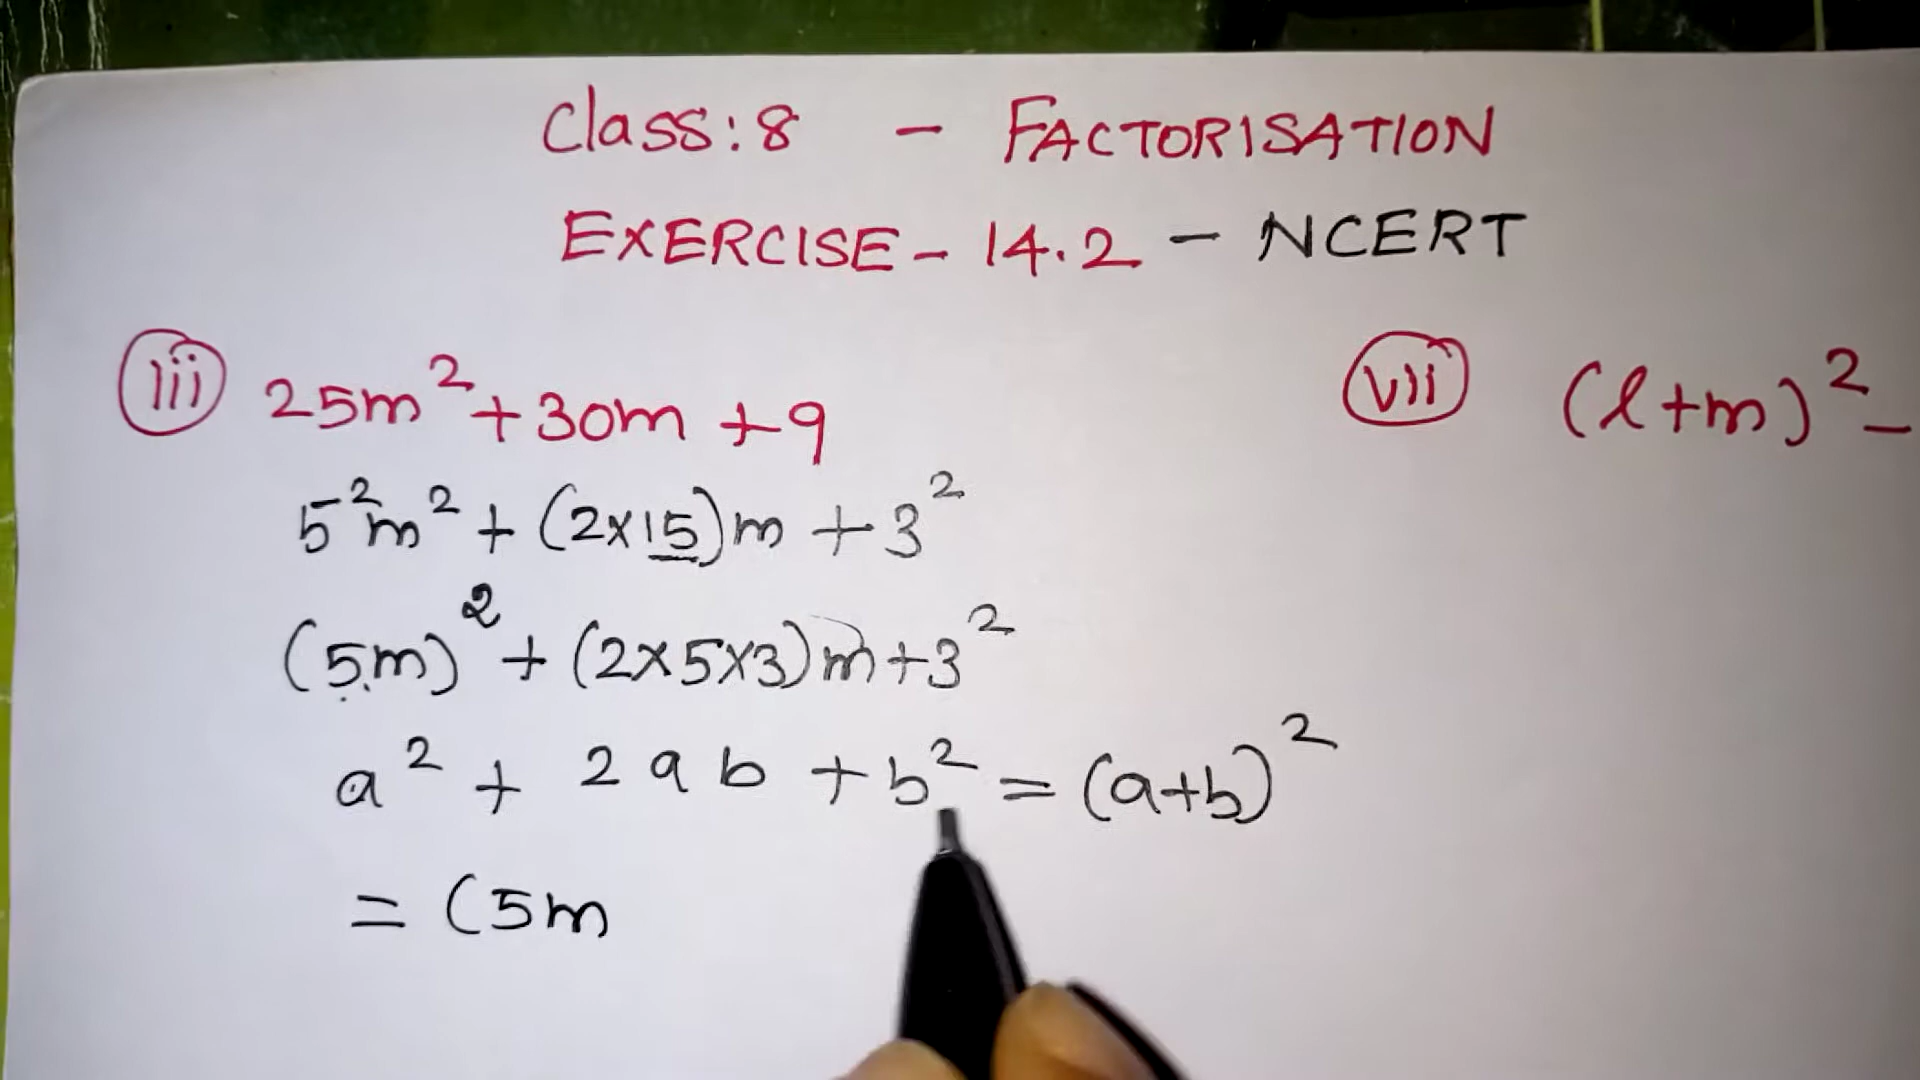 Class: 8 - FACTORISATION
EXERCISE - 14.2 - NCERT
iii 25m² + 30m + 9
5²m² + (2×15)m + 3²
(5m)² + (2×5×3)m + 3²
a² + 2ab + b² = (a+b)²
= (5m
vii (l+m)² -